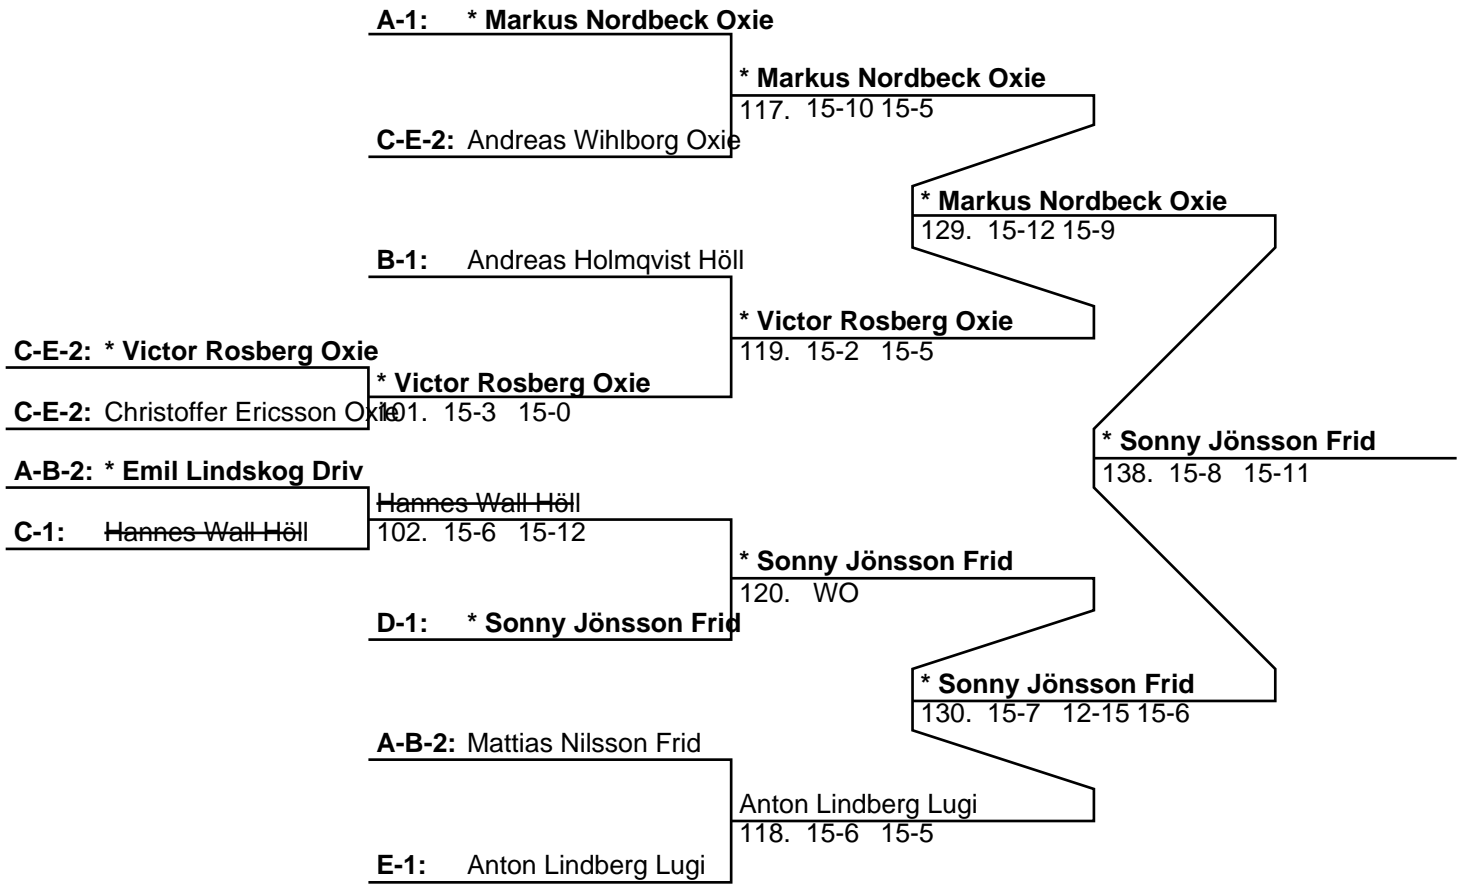 A-1: * Markus Nordbeck Oxie
* Markus Nordbeck Oxie
117. 15-10 15-5
C-E-2: Andreas Wihlborg Oxie
* Markus Nordbeck Oxie
129. 15-12 15-9
B-1: Andreas Holmqvist Höll
* Victor Rosberg Oxie
119. 15-2 15-5
C-E-2: * Victor Rosberg Oxie
* Victor Rosberg Oxie
101. 15-3 15-0
C-E-2: Christoffer Ericsson Oxie
* Sonny Jönsson Frid
138. 15-8 15-11
A-B-2: * Emil Lindskog Driv
Hannes Wall Höll
102. 15-6 15-12
C-1: Hannes Wall Höll
* Sonny Jönsson Frid
120. WO
D-1: * Sonny Jönsson Frid
* Sonny Jönsson Frid
130. 15-7 12-15 15-6
A-B-2: Mattias Nilsson Frid
Anton Lindberg Lugi
118. 15-6 15-5
E-1: Anton Lindberg Lugi